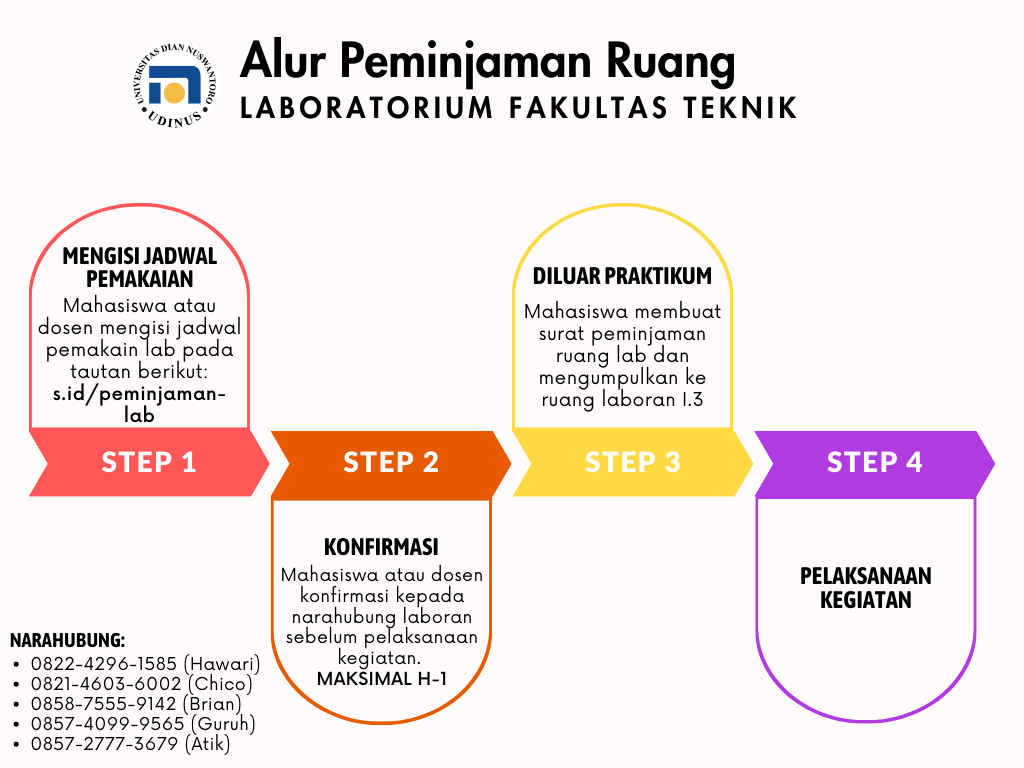 UNIVERSITAS DIAN NUSWANTORO
• UDINUS •
Alur Peminjaman Ruang
LABORATORIUM FAKULTAS TEKNIK
MENGISI JADWAL
PEMAKAIAN
Mahasiswa atau
dosen mengisi jadwal
pemakain lab pada
tautan berikut:
s.id/peminjaman-
lab
STEP 1
STEP 2
KONFIRMASI
Mahasiswa atau dosen
konfirmasi kepada
narahubung laboran
sebelum pelaksanaan
kegiatan.
MAKSIMAL H-1
DILUAR PRAKTIKUM
Mahasiswa membuat
surat peminjaman
ruang lab dan
mengumpulkan ke
ruang laboran I.3
STEP 3
STEP 4
PELAKSANAAN
KEGIATAN
NARAHUBUNG:
• 0822-4296-1585 (Hawari)
• 0821-4603-6002 (Chico)
• 0858-7555-9142 (Brian)
• 0857-4099-9565 (Guruh)
• 0857-2777-3679 (Atik)